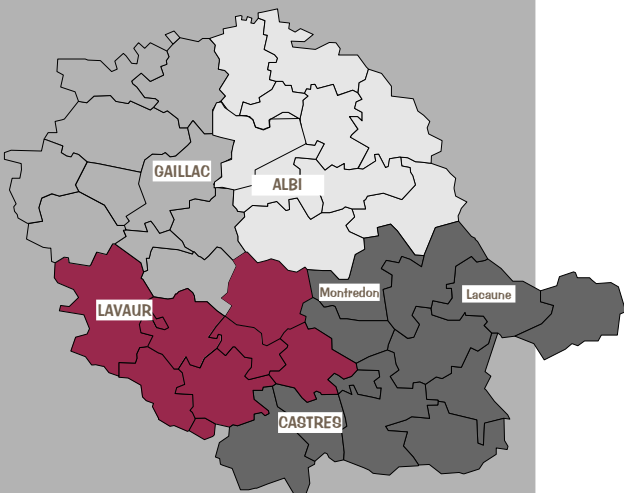 GAILLAC
ALBI
Montredon
Lacaune
LAVAUR
CASTRES